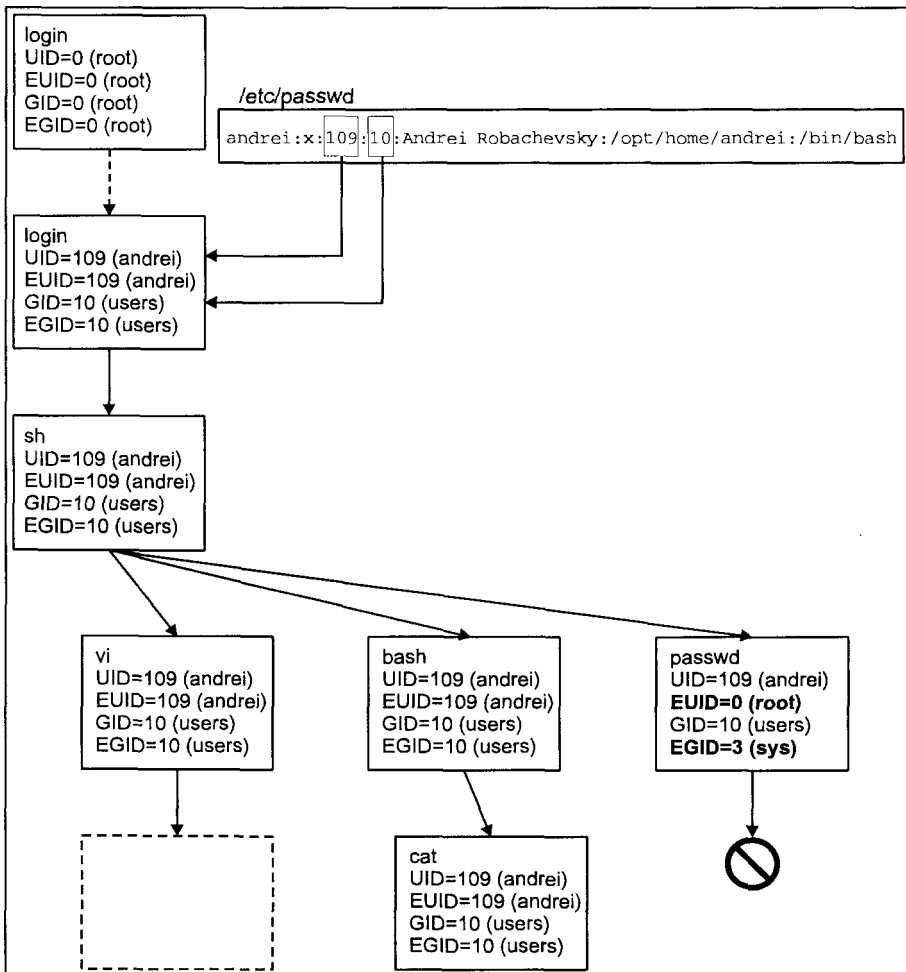 login
UID=0 (root)
EUID=0 (root)
GID=0 (root)
EGID=0 (root)
/etc/passwd
andrei:x:109:10:Andrei Robachevsky:/opt/home/andrei:/bin/bash
login
UID=109 (andrei)
EUID=109 (andrei)
GID=10 (users)
EGID=10 (users)
sh
UID=109 (andrei)
EUID=109 (andrei)
GID=10 (users)
EGID=10 (users)
vi
UID=109 (andrei)
EUID=109 (andrei)
GID=10 (users)
EGID=10 (users)
bash
UID=109 (andrei)
EUID=109 (andrei)
GID=10 (users)
EGID=10 (users)
passwd
UID=109 (andrei)
EUID=0 (root)
GID=10 (users)
EGID=3 (sys)
cat
UID=109 (andrei)
EUID=109 (andrei)
GID=10 (users)
EGID=10 (users)